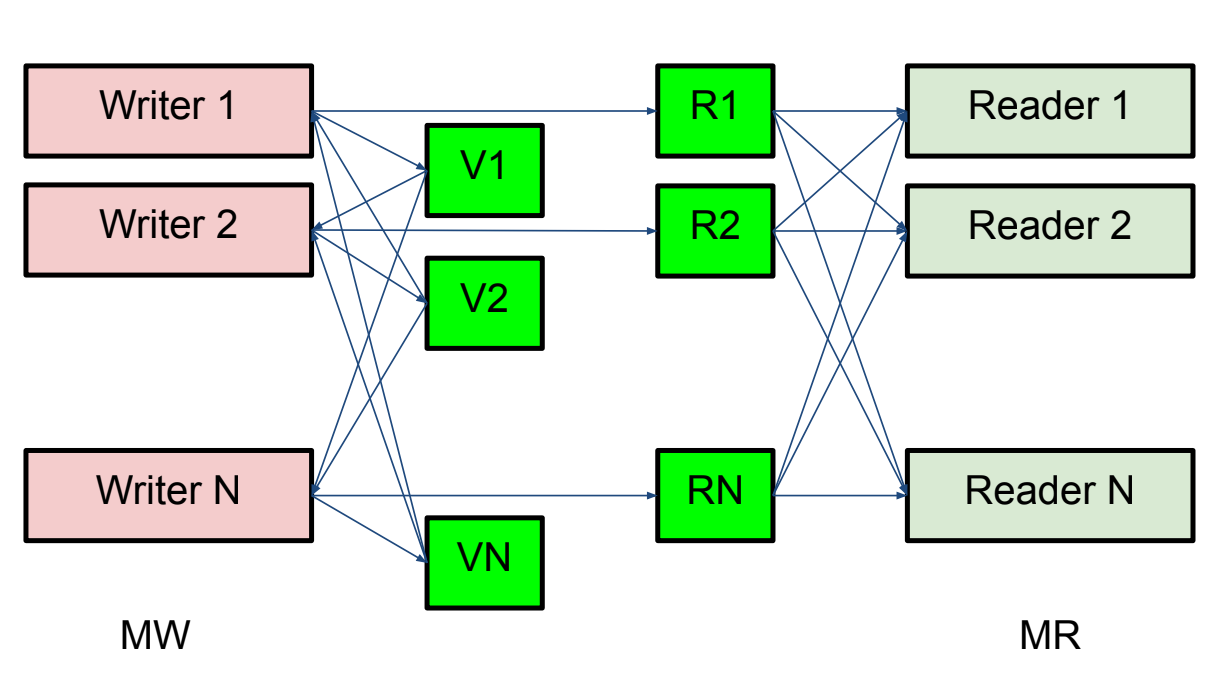 Writer 1
R1
Reader 1
V1
Writer 2
R2
Reader 2
V2
Writer N
RN
Reader N
VN
MW
MR